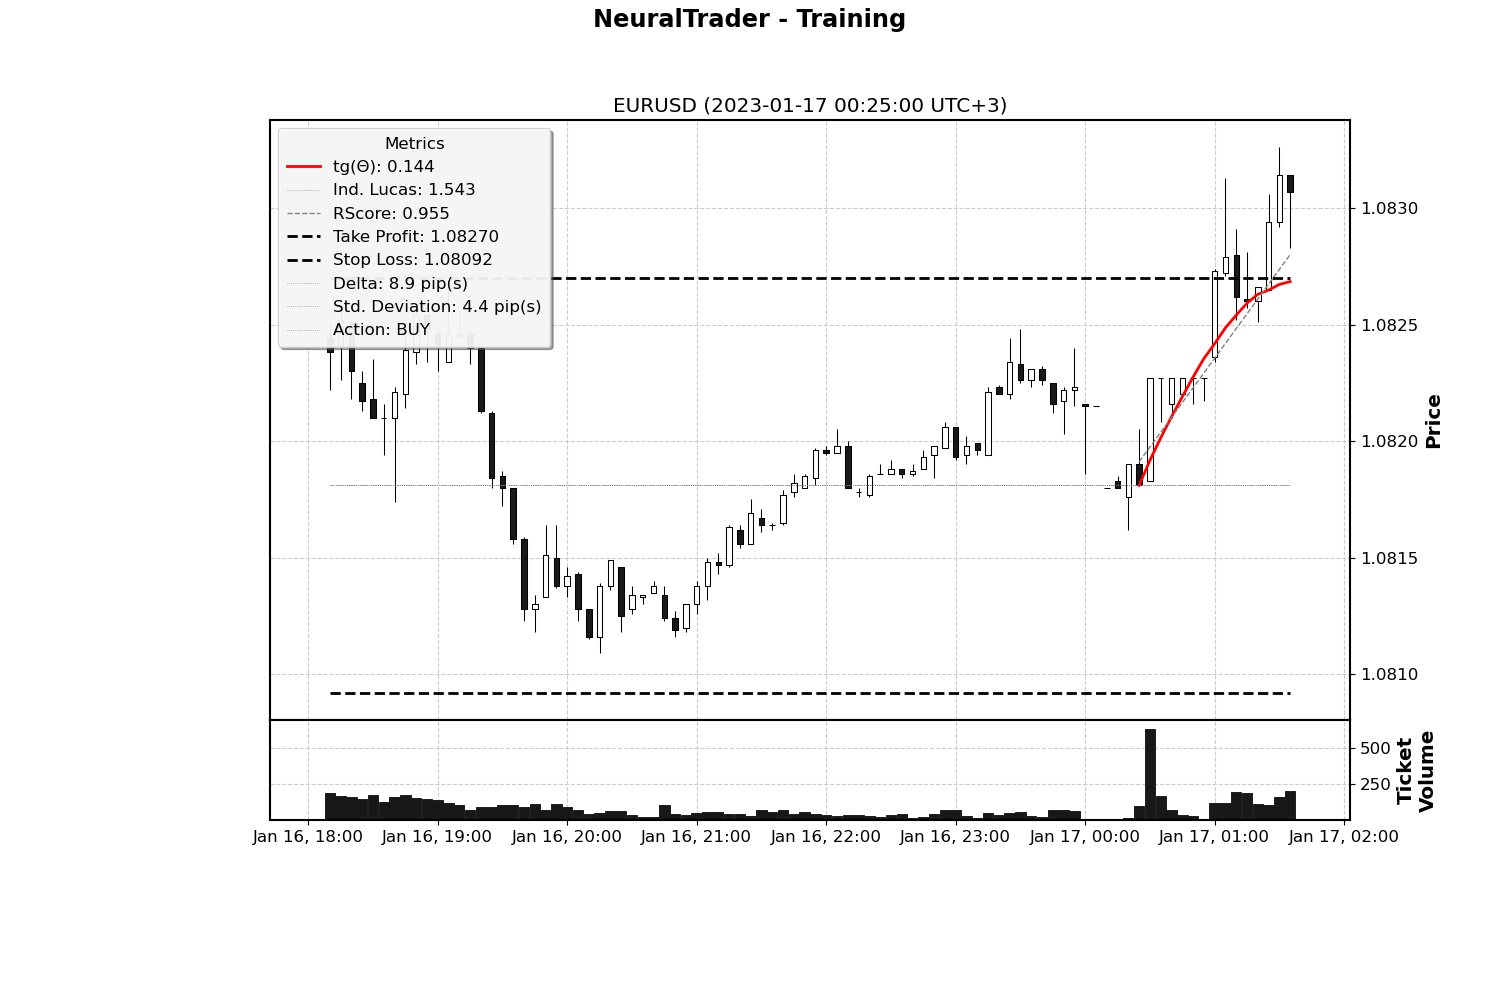 NeuralTrader - Training
EURUSD (2023-01-17 00:25:00 UTC+3)
Metrics
tg(Θ): 0.144
Ind. Lucas: 1.543
RScore: 0.955
Take Profit: 1.08270
Stop Loss: 1.08092
Delta: 8.9 pip(s)
Std. Deviation: 4.4 pip(s)
Action: BUY
1.0830
1.0825
1.0820
1.0815
1.0810
Price
500
250
Ticket
Volume
Jan 16, 18:00
Jan 16, 19:00
Jan 16, 20:00
Jan 16, 21:00
Jan 16, 22:00
Jan 16, 23:00
Jan 17, 00:00
Jan 17, 01:00
Jan 17, 02:00